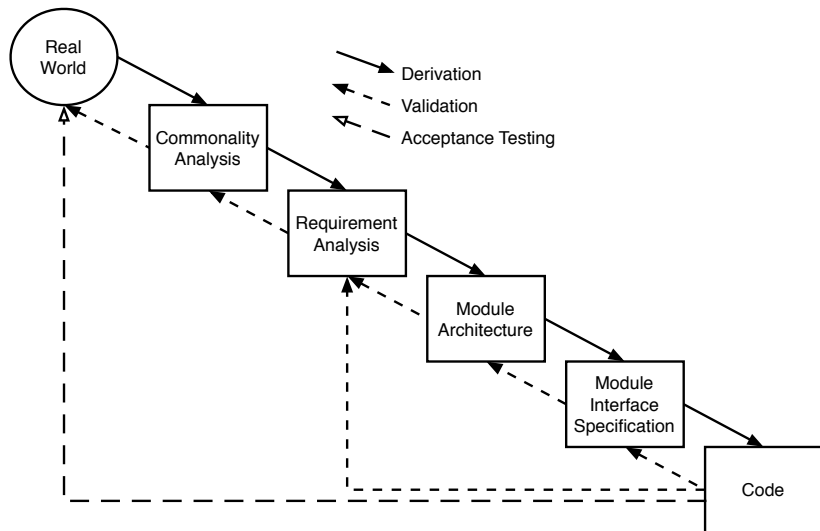 Real
World
Derivation
Validation
Acceptance Testing
Commonality
Analysis
Requirement
Analysis
Module
Architecture
Module
Interface
Specification
Code